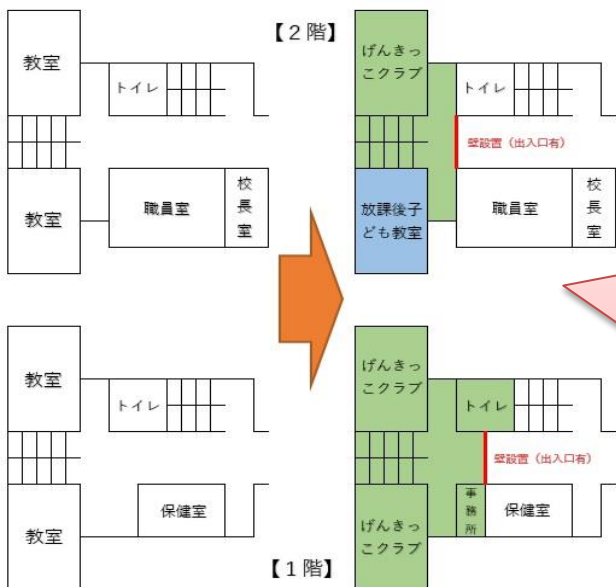 【２階】
教室
トイレ
教室
職員室
校
長
室
げんきっ
こクラブ
トイレ
壁設置（出入口有）
放課後子
ども教室
職員室
校
長
室
教室
トイレ
教室
保健室
げんきっ
こクラブ
トイレ
壁設置（出入口有）
げんきっ
こクラブ
事
務
所
保健室
【１階】